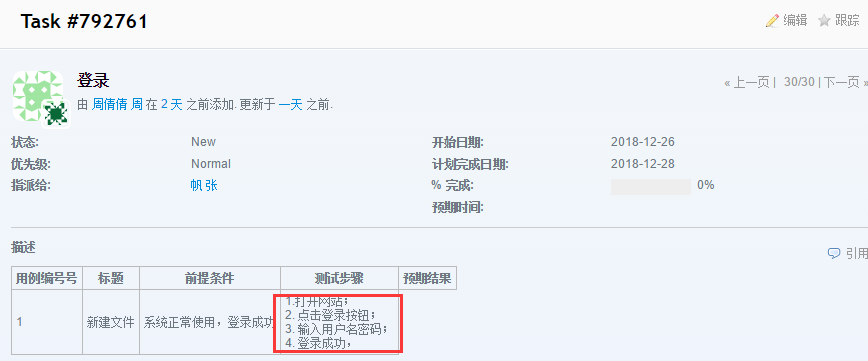 Task #792761
编辑 跟踪
登录
« 上一页 | 30/30 | 下一页 »
由 周倩倩 周 在 2 天 之前添加. 更新于 一天 之前.
状态: New 开始日期: 2018-12-26
优先级: Normal 计划完成日期: 2018-12-28
指派给: 帆 张 % 完成: 0%
预期时间:
描述
引用
用例编号号 标题 前提条件 测试步骤 预期结果
1 新建文件 系统正常使用，登录成功
1.打开网站；
2. 点击登录按钮；
3. 输入用户名密码；
4. 登录成功，